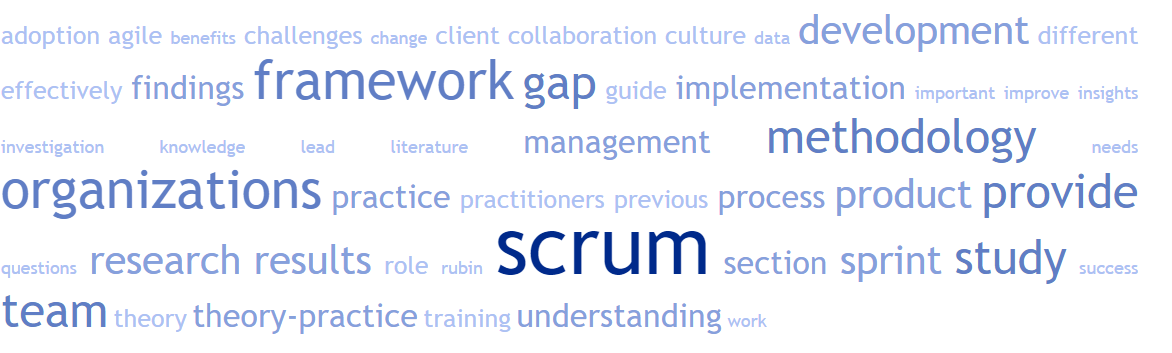 adoption agile benefits challenges change client collaboration culture data development different
effectively findings framework gap guide implementation important improve insights
investigation knowledge lead literature management methodology needs
organizations practice practitioners previous process product provide
questions research results role rubin scrum section sprint study success
team theory theory-practice training understanding work